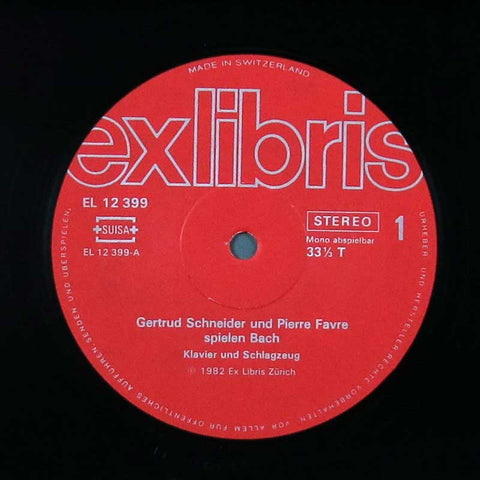 MADE IN SWITZERLAND
exlibris
EL 12 399
SUISA
EL 12 399-A
STEREO
Mono abspielbar
33⅓ T
1
Gertrud Schneider und Pierre Favre
spielen Bach
Klavier und Schlagzeug
℗ 1982 Ex Libris Zürich
URHEBER- UND HERSTELLER-RECHTE VORBEHALTEN, VOR ALLEM FÜR ÖFFENTLICHES AUFFÜHREN, SENDEN UND ÜBERSPIELEN.